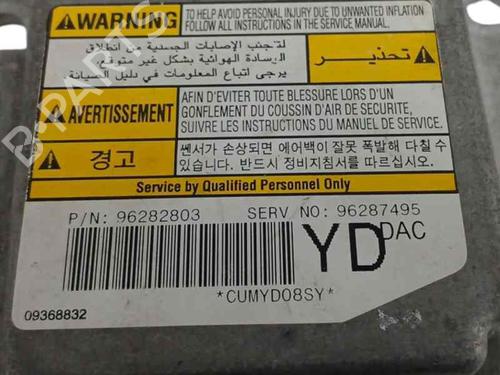 WARNING
TO HELP AVOID PERSONAL INJURY DUE TO UNWANTED INFLATION
FOLLOW ALL INSTRUCTIONS IN THE SERVICE MANUAL.
تحذير
لتجنب الإصابات الجسدية من انطلاق
الوسادة الهوائية بشكل غير متوقع،
يرجى اتباع المعلومات في دليل الصيانة
AVERTISSEMENT
AFIN D'EVITER TOUTE BLESSURE LORS D'UN
GONFLEMENT DU COUSSIN D'AIR DE SECURITE,
SUIVRE LES INSTRUCTIONS DU MANUEL DE SERVICE.
경고
쎈서가 손상되면 에어백이 잘못 폭발해 다칠 수
있습니다. 반드시 정비지침서를 따르십시오.
Service by Qualified Personnel Only
P/N: 96282803 SERV NO: 96287495
YD DAC
*CUMYD08SY*
09368832
B-PARTS